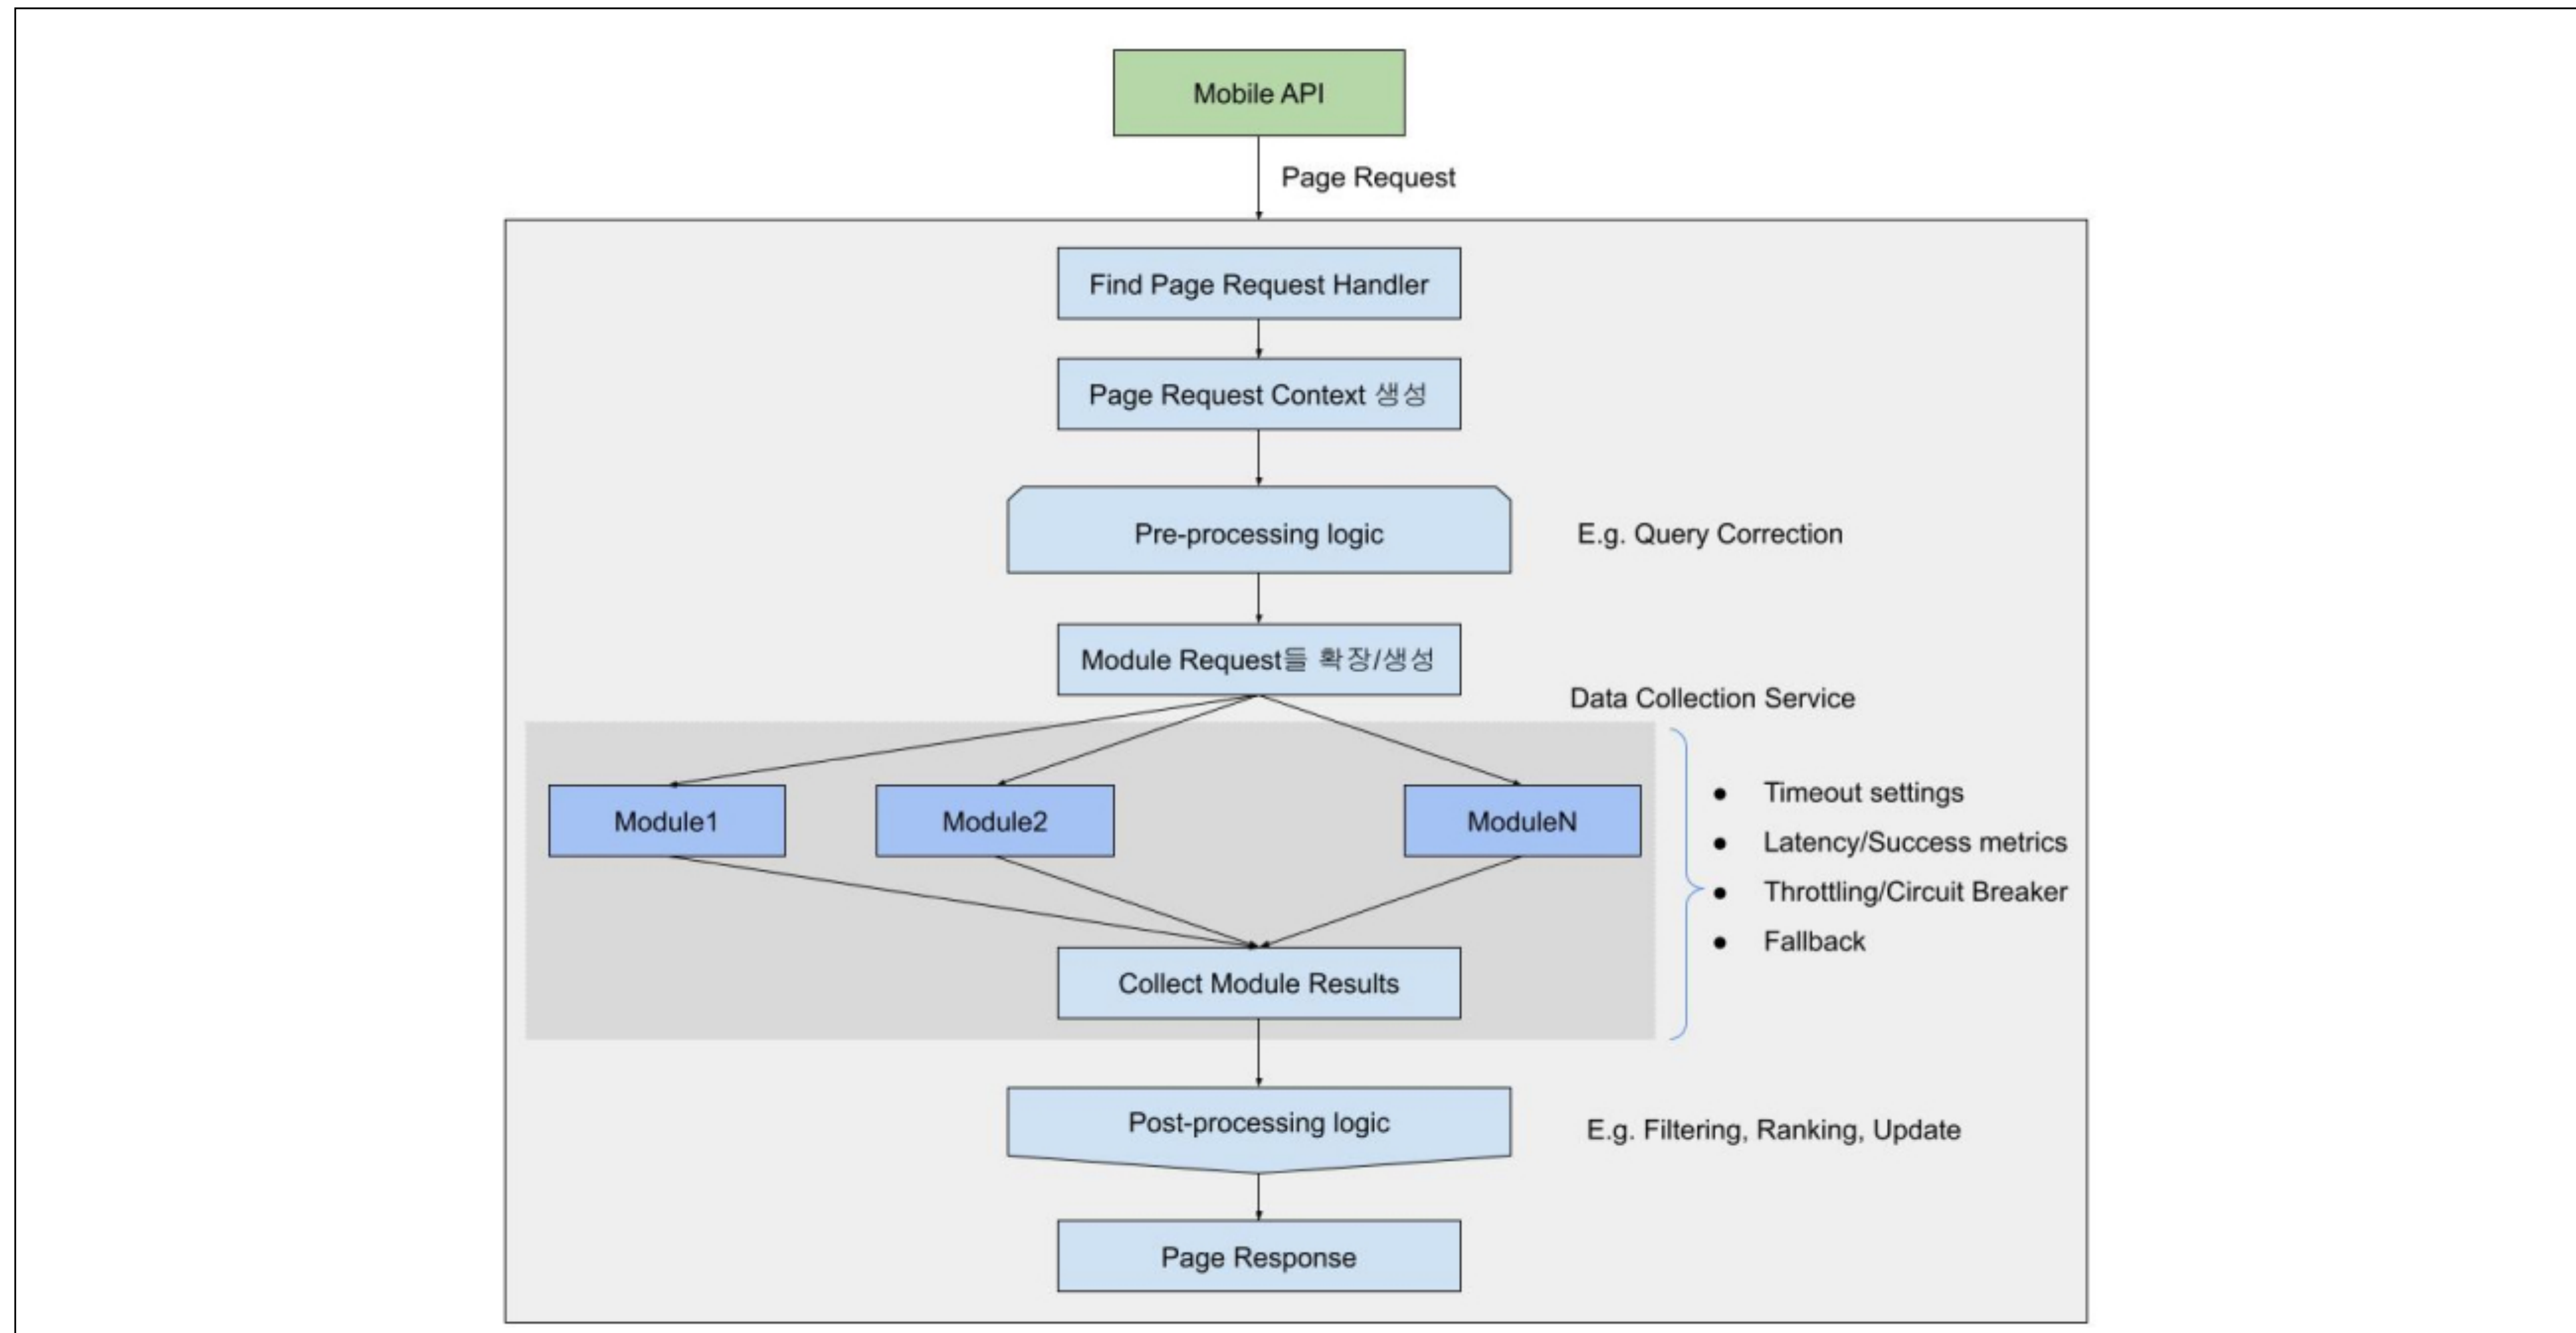 Mobile API
Page Request
Find Page Request Handler
Page Request Context 생성
Pre-processing logic
E.g. Query Correction
Module Request들 확장/생성
Data Collection Service
Module1
Module2
ModuleN
● Timeout settings
● Latency/Success metrics
● Throttling/Circuit Breaker
● Fallback
Collect Module Results
Post-processing logic
E.g. Filtering, Ranking, Update
Page Response